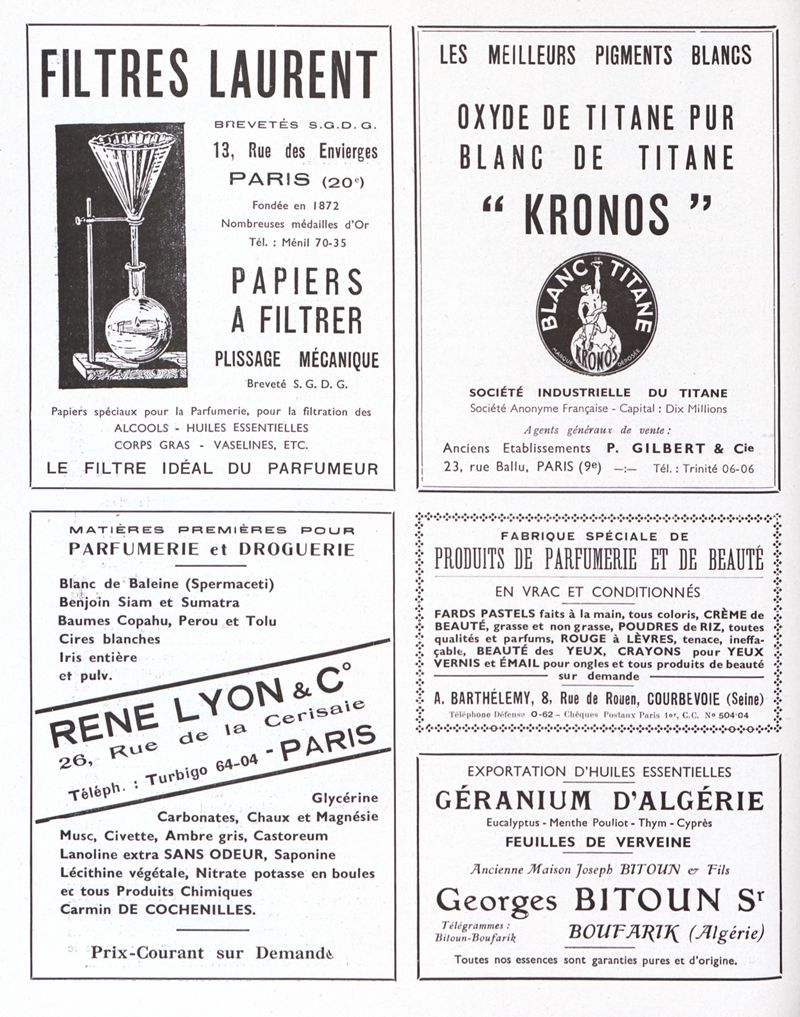 FILTRES LAURENT
BREVETÉS S.G.D.G.
13, Rue des Envierges
PARIS (20e)
Fondée en 1872
Nombreuses médailles d'Or
Tél. : Ménil 70-35
PAPIERS
A FILTRER
PLISSAGE MÉCANIQUE
Breveté S. G. D. G.
Papiers spéciaux pour la Parfumerie, pour la filtration des
ALCOOLS - HUILES ESSENTIELLES
CORPS GRAS - VASELINES, ETC.
LE FILTRE IDÉAL DU PARFUMEUR
LES MEILLEURS PIGMENTS BLANCS
OXYDE DE TITANE PUR
BLANC DE TITANE
“ KRONOS ”
BLANC DE TITANE
KRONOS
MARQUE DÉPOSÉE
SOCIÉTÉ INDUSTRIELLE DU TITANE
Société Anonyme Française - Capital : Dix Millions
Agents généraux de vente :
Anciens Etablissements P. GILBERT & Cie
23, rue Ballu, PARIS (9e) —:— Tél. : Trinité 06-06
MATIÈRES PREMIÈRES POUR
PARFUMERIE et DROGUERIE
Blanc de Baleine (Spermaceti)
Benjoin Siam et Sumatra
Baumes Copahu, Perou et Tolu
Cires blanches
Iris entière
et pulv.
RENE LYON & C°
26, Rue de la Cerisaie
Téléph. : Turbigo 64-04 - PARIS
Glycérine
Carbonates, Chaux et Magnésie
Musc, Civette, Ambre gris, Castoreum
Lanoline extra SANS ODEUR, Saponine
Lécithine végétale, Nitrate potasse en boules
ec tous Produits Chimiques
Carmin DE COCHENILLES.
Prix-Courant sur Demande
FABRIQUE SPÉCIALE DE
PRODUITS DE PARFUMERIE ET DE BEAUTÉ
EN VRAC ET CONDITIONNÉS
FARDS PASTELS faits à la main, tous coloris, CRÈME de
BEAUTÉ, grasse et non grasse, POUDRES de RIZ, toutes
qualités et parfums, ROUGE à LÈVRES, tenace, ineffa-
çable, BEAUTÉ des YEUX, CRAYONS pour YEUX
VERNIS et ÉMAIL pour ongles et tous produits de beauté
sur demande
A. BARTHÉLEMY, 8, Rue de Rouen, COURBEVOIE (Seine)
Téléphone Défense 0-62 – Chèques Postaux Paris 1er, C.C. No 504-04
EXPORTATION D'HUILES ESSENTIELLES
GÉRANIUM D'ALGÉRIE
Eucalyptus - Menthe Pouliot - Thym - Cyprès
FEUILLES DE VERVEINE
Ancienne Maison Joseph BITOUN & Fils
Georges BITOUN Sr
Télégrammes :
Bitoun-Boufarik
BOUFARIK (Algérie)
Toutes nos essences sont garanties pures et d'origine.